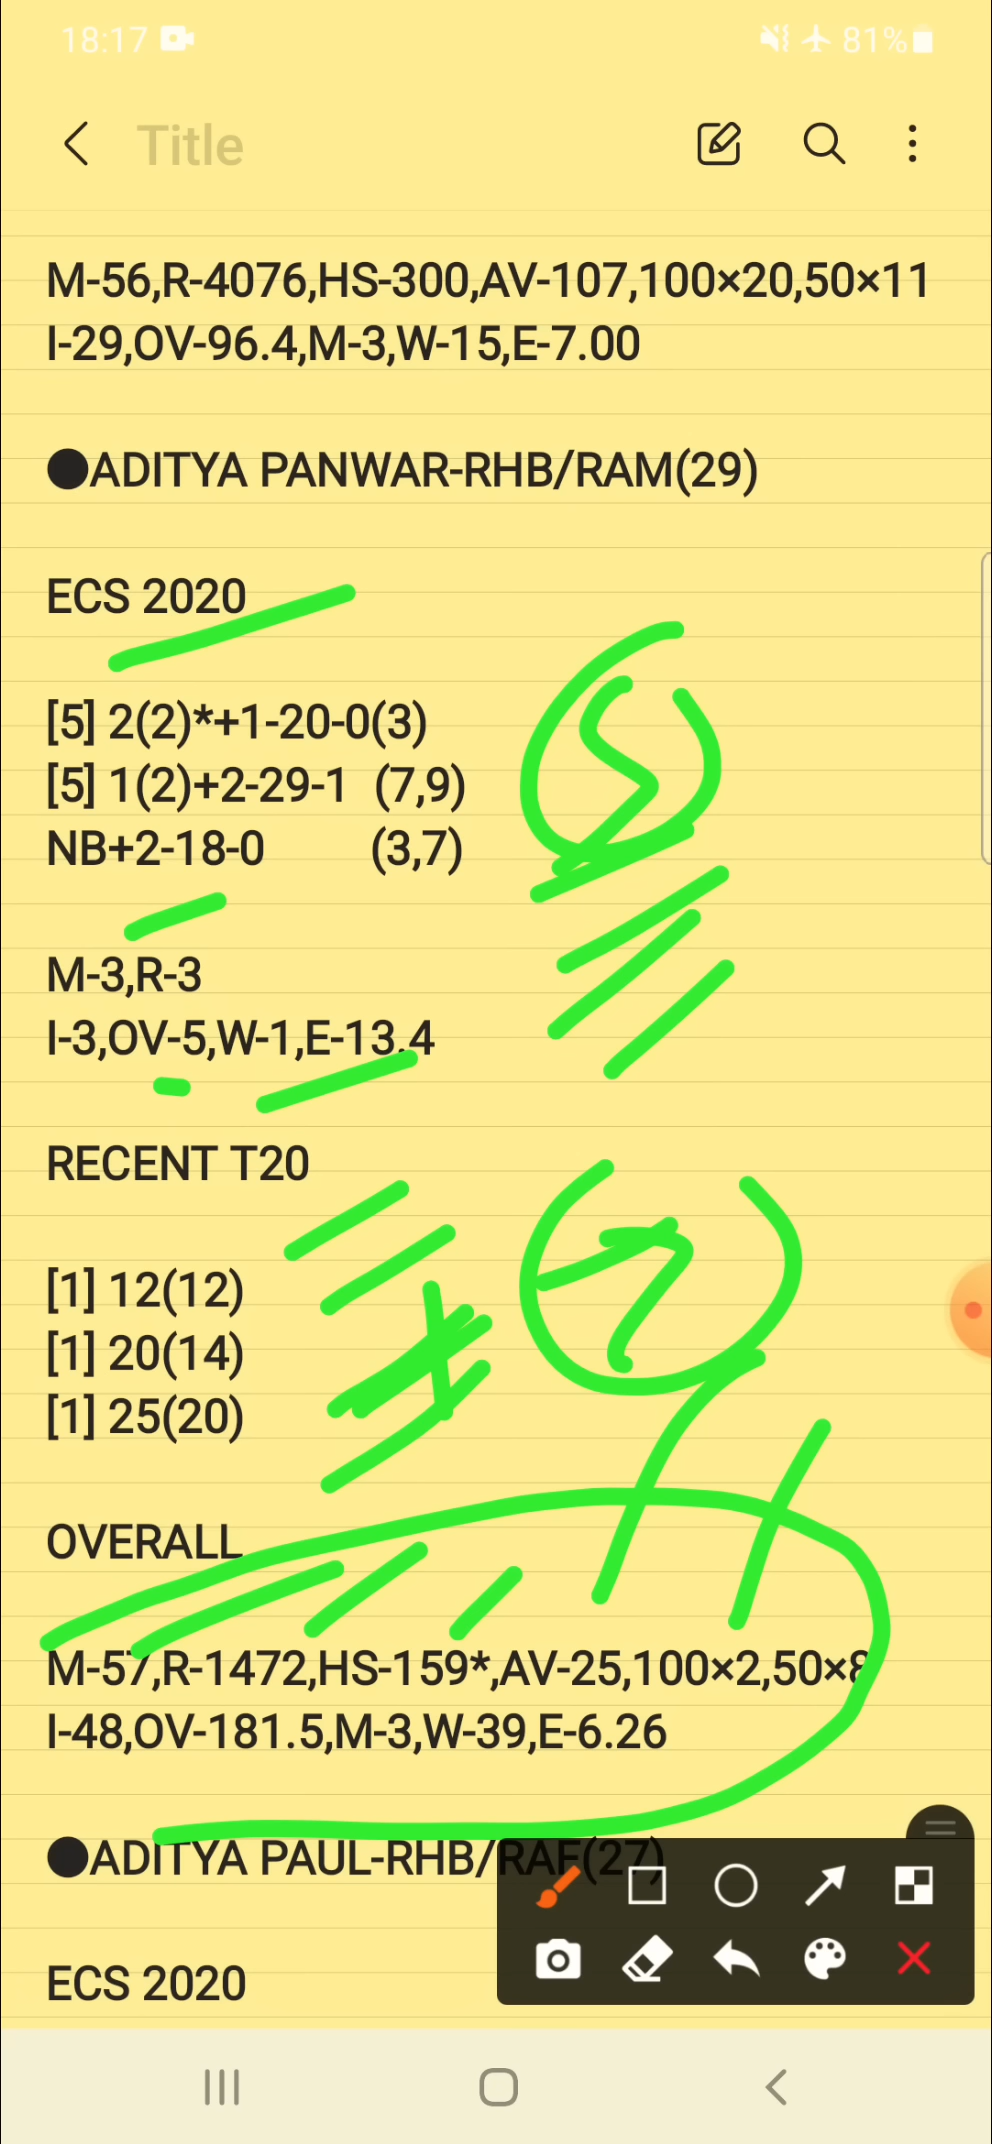 18:17 81%
Title
M-56,R-4076,HS-300,AV-107,100×20,50×11
I-29,OV-96.4,M-3,W-15,E-7.00
●ADITYA PANWAR-RHB/RAM(29)
ECS 2020
[5] 2(2)*+1-20-0(3)
[5] 1(2)+2-29-1 (7,9)
NB+2-18-0 (3,7)
5
M-3,R-3
I-3,OV-5,W-1,E-13.4
RECENT T20
[1] 12(12)
[1] 20(14)
[1] 25(20)
7
OVERALL
M-57,R-1472,HS-159*,AV-25,100×2,50×8
I-48,OV-181.5,M-3,W-39,E-6.26
●ADITYA PAUL-RHB/RAF(27)
ECS 2020